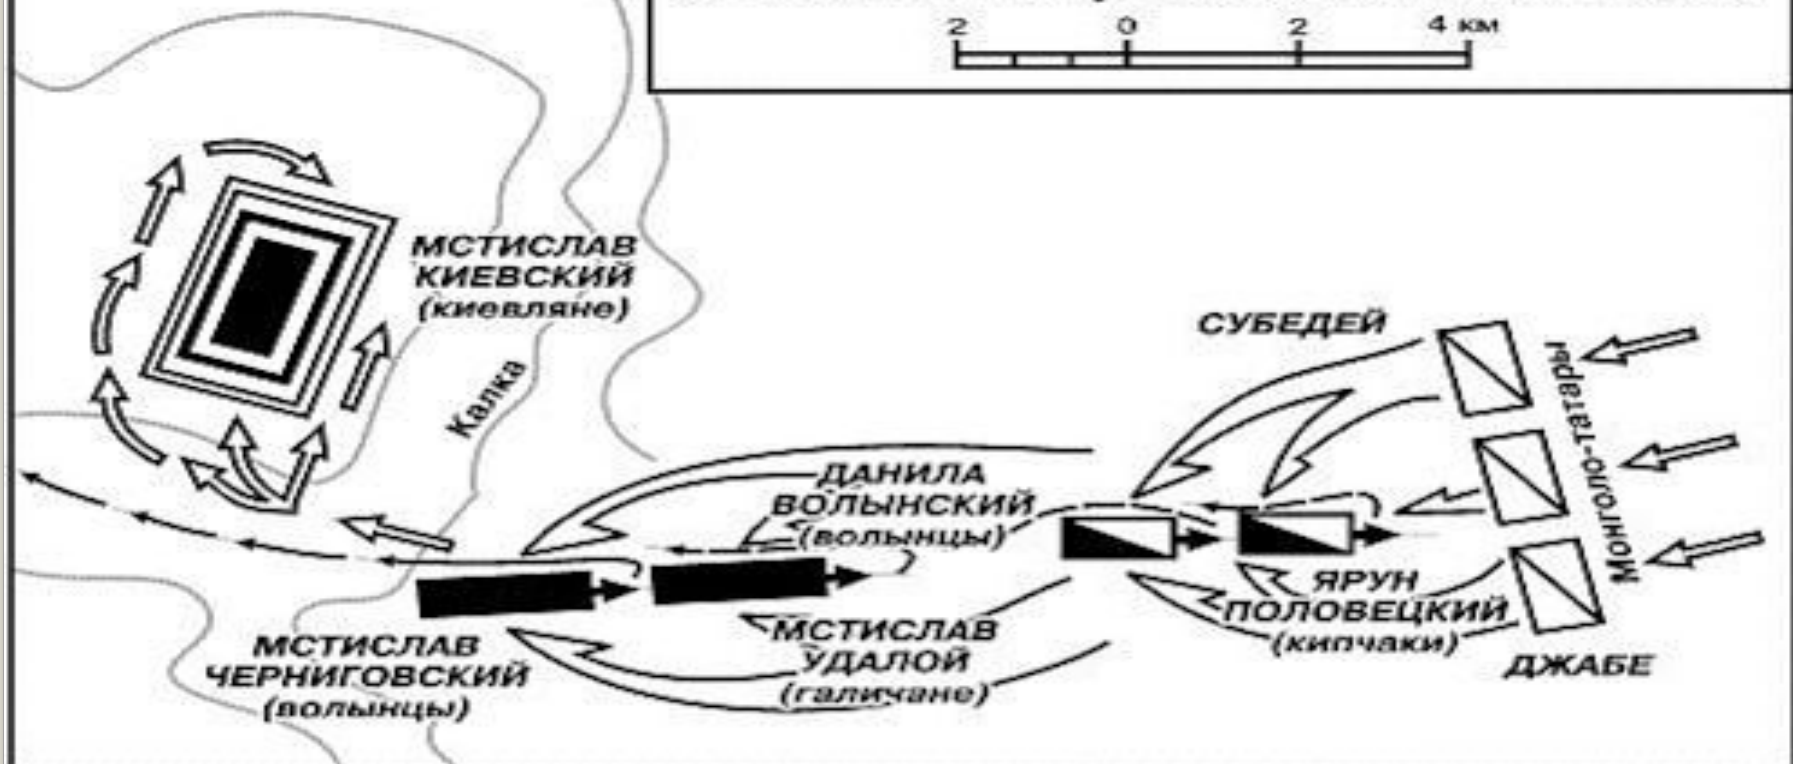 2 0 2 4 км
МСТИСЛАВ
КИЕВСКИЙ
(киевляне)
Калка
СУБЕДЕЙ
Монголо-татары
ДАНИЛА
ВОЛЫНСКИЙ
(волынцы)
ЯРУН
ПОЛОВЕЦКИЙ
(кипчаки)
ДЖАБЕ
МСТИСЛАВ
УДАЛОЙ
(галичане)
МСТИСЛАВ
ЧЕРНИГОВСКИЙ
(волынцы)